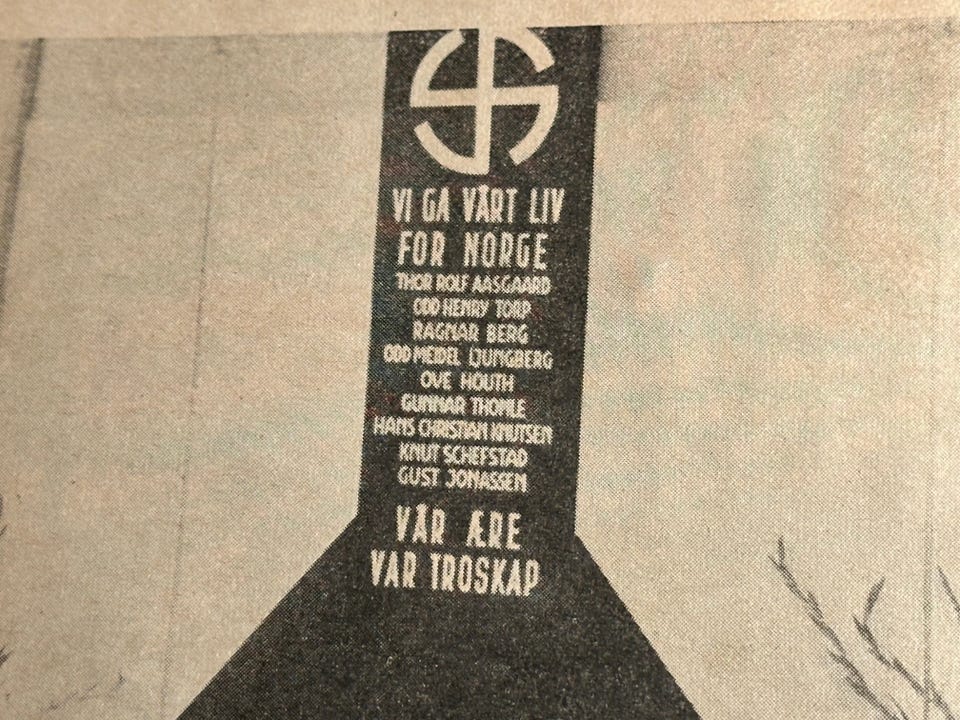 VI GA VÅRT LIV
FOR NORGE
THOR ROLF AASGAARD
ODD HENRY TORP
RAGNAR BERG
ODD MEIDEL LJUNGBERG
OVE HOUTH
GUNNAR THOMLE
HANS CHRISTIAN KNUTSEN
KNUT SCHEFSTAD
GUST JONASSEN
VÅR ÆRE
VAR TROSKAP